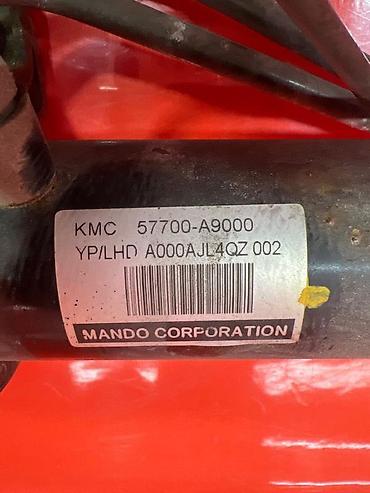 KMC 57700-A9000
YP/LHD A000AJL4QZ 002
MANDO CORPORATION